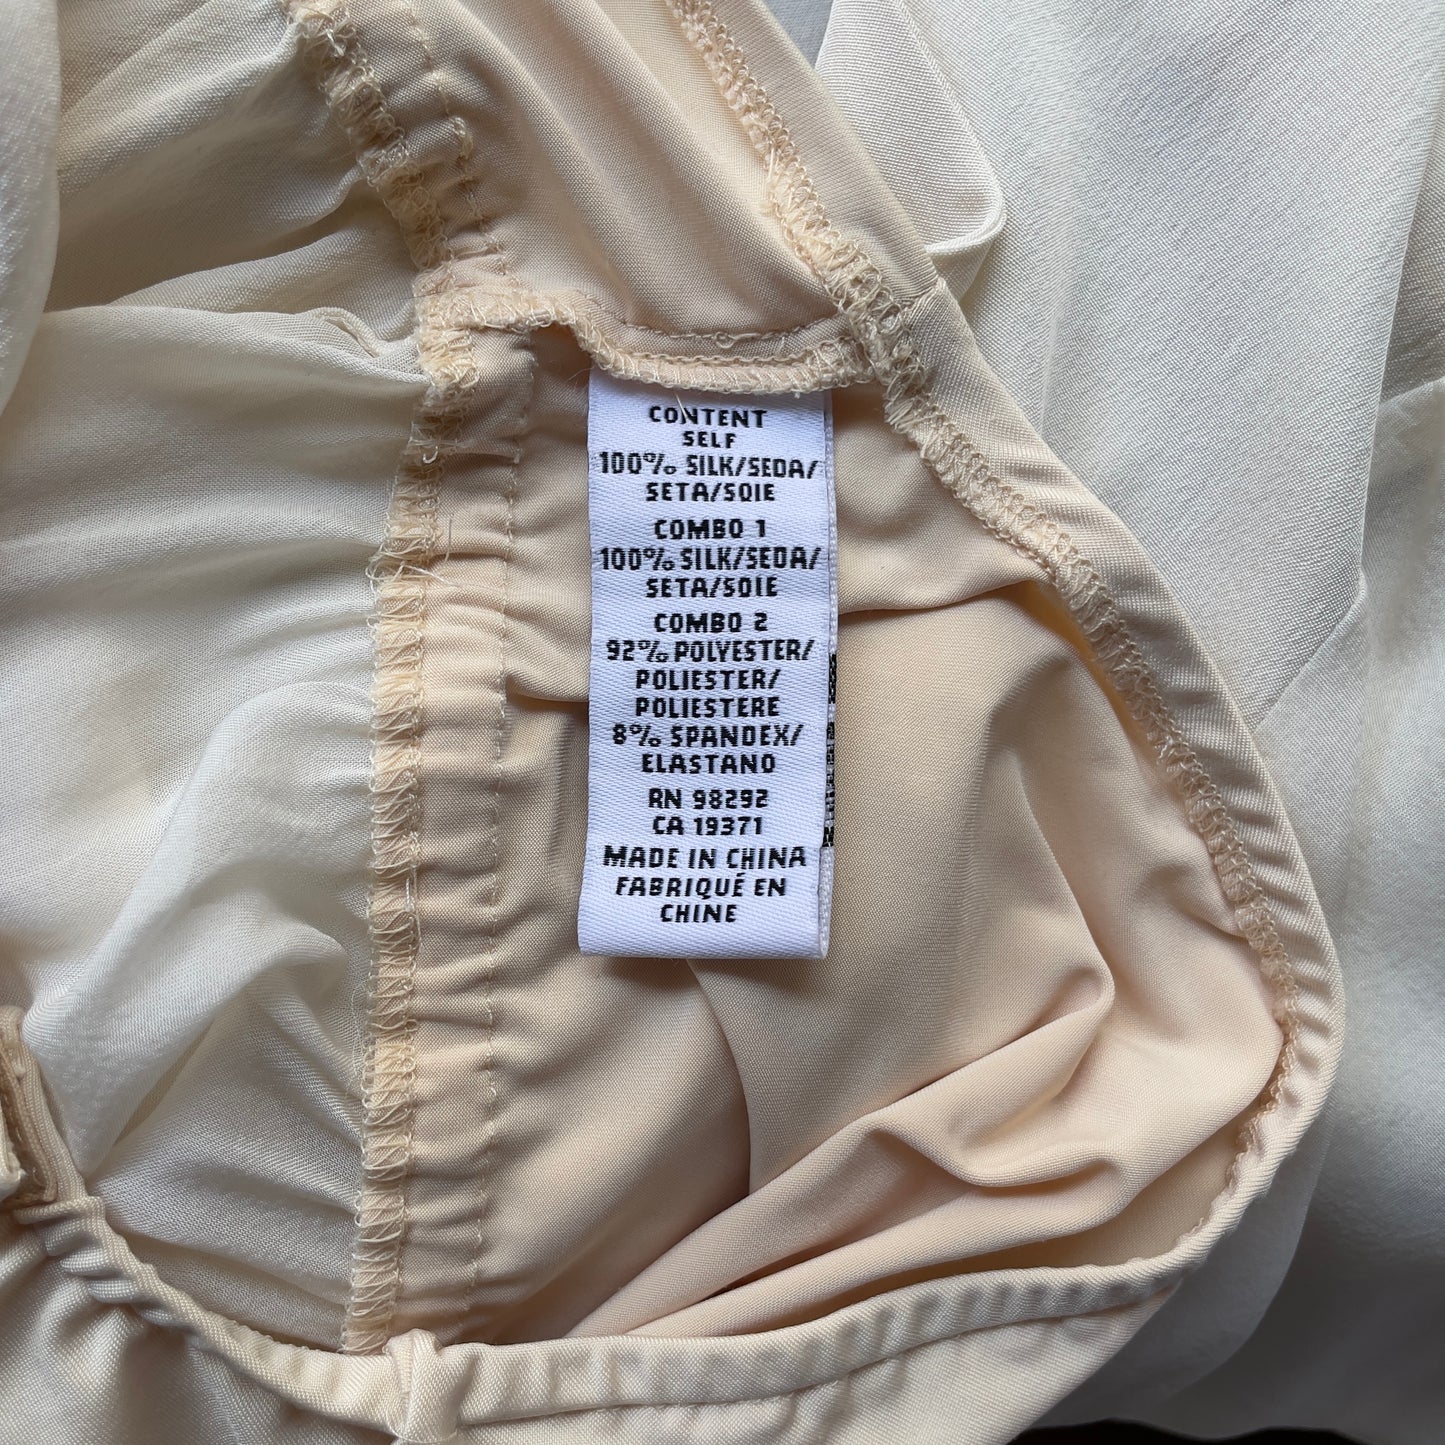 CONTENT
SELF
100% SILK/SEDA/
SETA/SOIE
COMBO 1
100% SILK/SEDA/
SETA/SOIE
COMBO 2
92% POLYESTER/
POLIESTER/
POLIESTERE
8% SPANDEX/
ELASTANO
RN 98292
CA 19371
MADE IN CHINA
FABRIQUÉ EN
CHINE